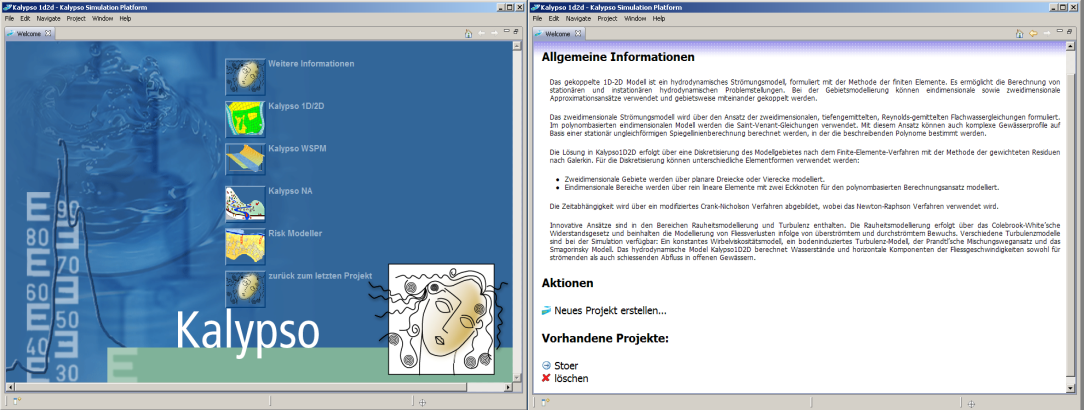 Kalypso 1d2d - Kalypso Simulation Platform
File Edit Navigate Project Window Help
Welcome
Weitere Informationen
Kalypso 1D/2D
Kalypso WSPM
Kalypso NA
Risk Modeller
zurück zum letzten Projekt
Kalypso
E 90
80
70
60
50
40
E 30
Kalypso 1d2d - Kalypso Simulation Platform
File Edit Navigate Project Window Help
Welcome
Allgemeine Informationen
Das gekoppelte 1D-2D Modell ist ein hydrodynamisches Strömungsmodell, formuliert mit der Methode der finiten Elemente. Es ermöglicht die Berechnung von
stationären und instationären hydrodynamischen Problemstellungen. Bei der Gebietsmodellierung können eindimensionale sowie zweidimensionale
Approximationsansätze verwendet und gebietsweise miteinander gekoppelt werden.
Das zweidimensionale Strömungsmodell wird über den Ansatz der zweidimensionalen, tiefengemittelten, Reynolds-gemittelten Flachwassergleichungen formuliert.
Im polynombasierten eindimensionalen Modell werden die Saint-Venant-Gleichungen verwendet. Mit diesem Ansatz können auch komplexe Gewässerprofile auf
Basis einer stationär ungleichförmigen Spiegellinienberechnung berechnet werden, in der die beschreibenden Polynome bestimmt werden.
Die Lösung in Kalypso1D2D erfolgt über eine Diskretisierung des Modellgebietes nach dem Finite-Elemente-Verfahren mit der Methode der gewichteten Residuen
nach Galerkin. Für die Diskretisierung können unterschiedliche Elementformen verwendet werden:
• Zweidimensionale Gebiete werden über planare Dreiecke oder Vierecke modelliert.
• Eindimensionale Bereiche werden über rein lineare Elemente mit zwei Eckknoten für den polynombasierten Berechnungsansatz modelliert.
Die Zeitabhängigkeit wird über ein modifiziertes Crank-Nicholson Verfahren abgebildet, wobei das Newton-Raphson Verfahren verwendet wird.
Innovative Ansätze sind in den Bereichen Rauheitsmodellierung und Turbulenz enthalten. Die Rauheitsmodellierung erfolgt über das Colebrook-White'sche
Widerstandsgesetz und beinhalten die Modellierung von Fliessverlusten infolge von überströmtem und durchströmtem Bewuchs. Verschiedene Turbulenzmodelle
sind bei der Simulation verfügbar: Ein konstantes Wirbelviskositätsmodell, ein bodeninduziertes Turbulenz-Modell, der Prandtl'sche Mischungswegansatz und das
Smagorinsky Modell. Das hydrodynamische Model Kalypso1D2D berechnet Wasserstände und horizontale Komponenten der Fliessgeschwindigkeiten sowohl für
strömenden als auch schiessenden Abfluss in offenen Gewässern.
Aktionen
Neues Projekt erstellen...
Vorhandene Projekte:
Stoer
löschen